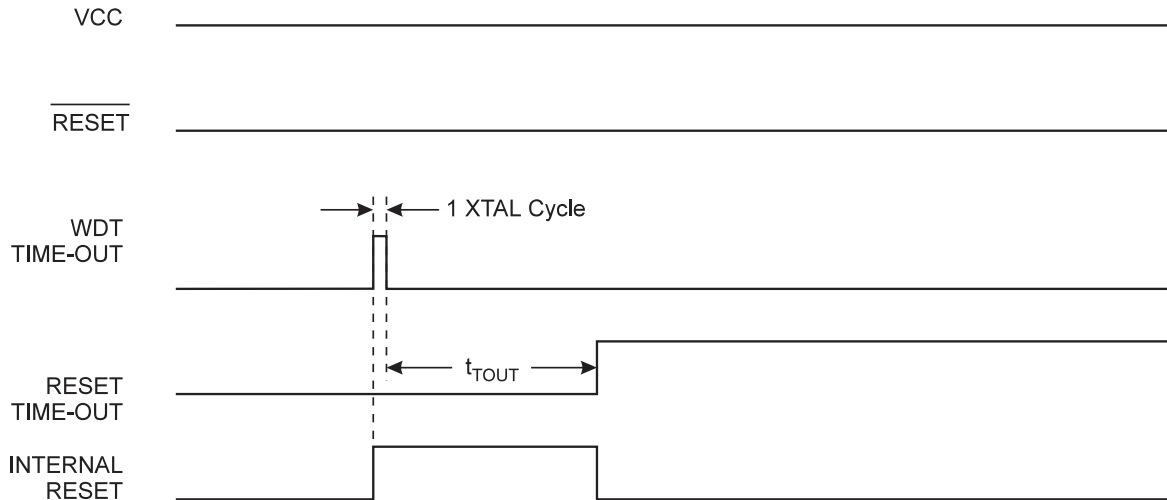 VCC
RESET
1 XTAL Cycle
WDT
TIME-OUT
tTOUT
RESET
TIME-OUT
INTERNAL
RESET